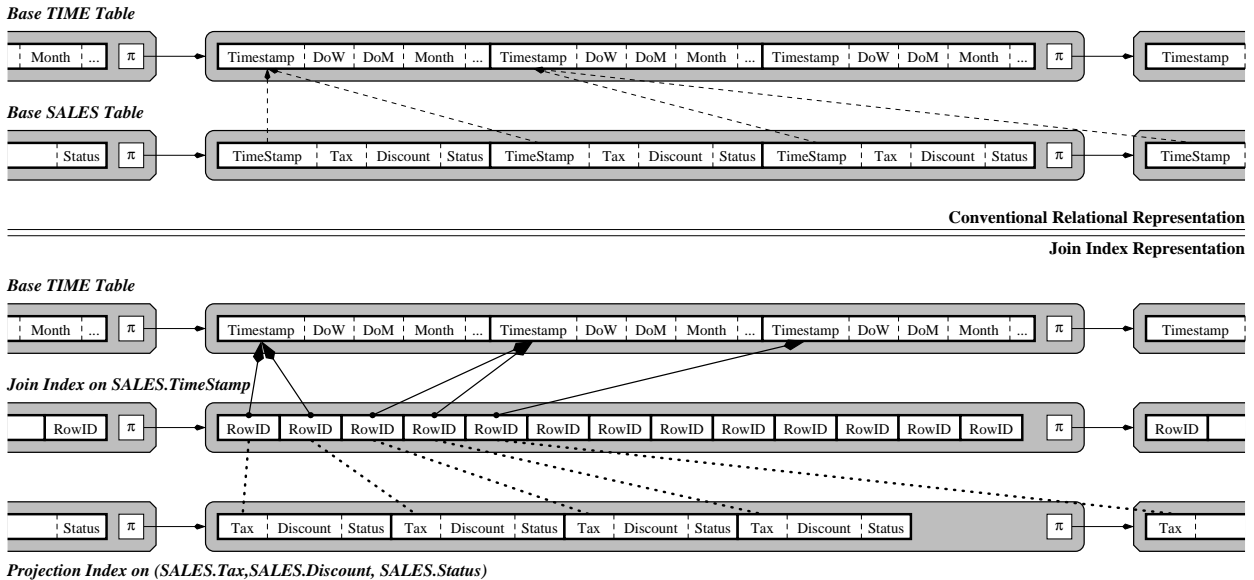 Base TIME Table
Month ... π Timestamp DoW DoM Month ... Timestamp DoW DoM Month ... Timestamp DoW DoM Month ... π Timestamp
Base SALES Table
Status π TimeStamp Tax Discount Status TimeStamp Tax Discount Status TimeStamp Tax Discount Status π TimeStamp
Conventional Relational Representation
Join Index Representation
Base TIME Table
Month ... π Timestamp DoW DoM Month ... Timestamp DoW DoM Month ... Timestamp DoW DoM Month ... π Timestamp
Join Index on SALES.TimeStamp
RowID π RowID RowID RowID RowID RowID RowID RowID RowID RowID RowID RowID RowID RowID π RowID
Status π Tax Discount Status Tax Discount Status Tax Discount Status Tax Discount Status π Tax
Projection Index on (SALES.Tax,SALES.Discount, SALES.Status)